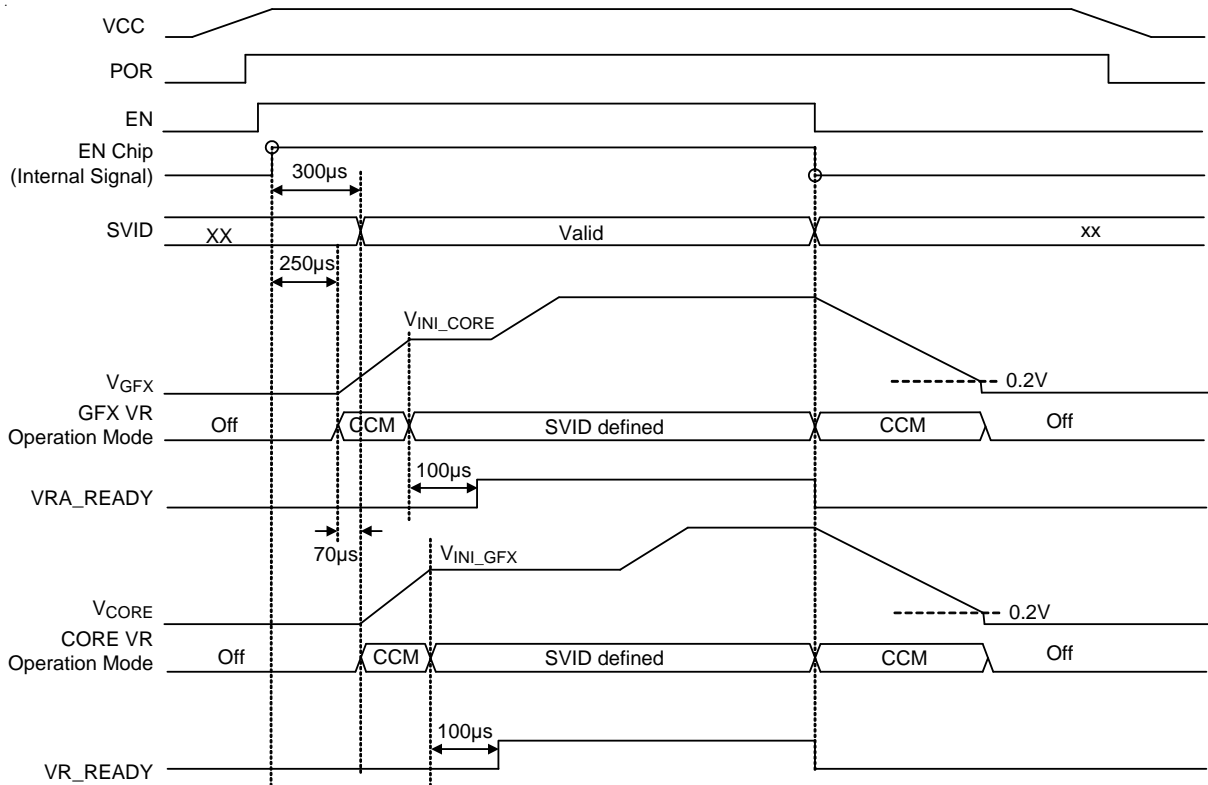 VCC
POR
EN
EN Chip
(Internal Signal)
300µs
SVID
XX
Valid
xx
250µs
VINI_CORE
VGFX
0.2V
GFX VR
Operation Mode
Off
CCM
SVID defined
CCM
Off
100µs
VRA_READY
70µs
VINI_GFX
VCORE
0.2V
CORE VR
Operation Mode
Off
CCM
SVID defined
CCM
Off
100µs
VR_READY